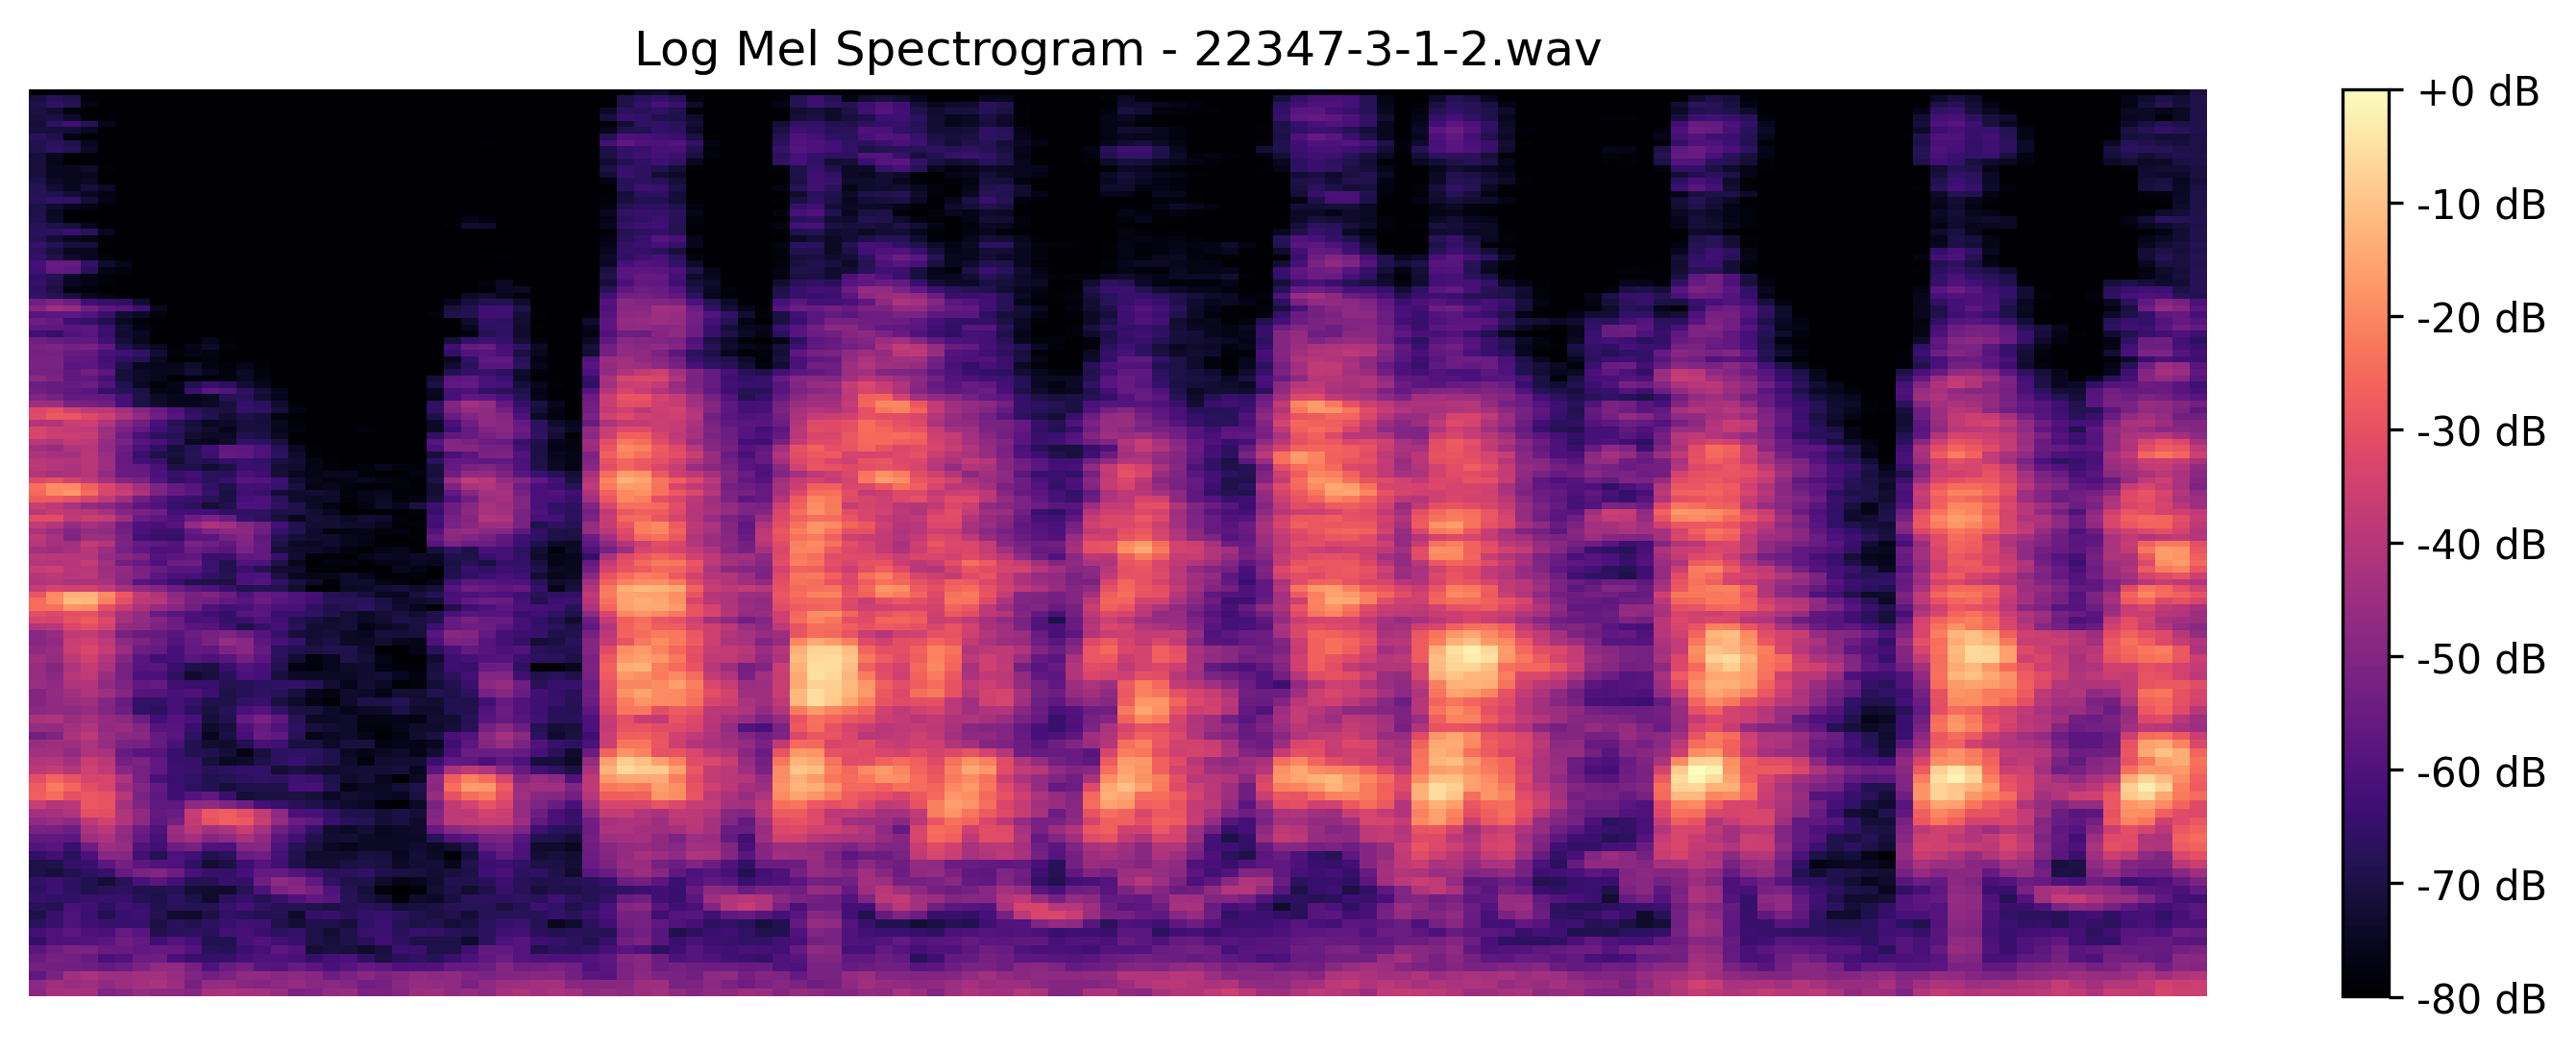 Log Mel Spectrogram - 22347-3-1-2.wav
+0 dB
-10 dB
-20 dB
-30 dB
-40 dB
-50 dB
-60 dB
-70 dB
-80 dB